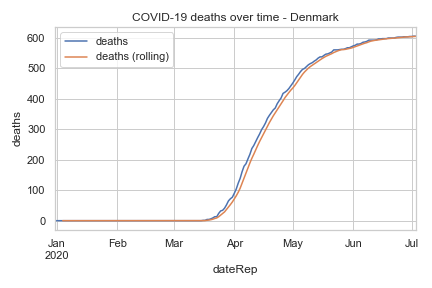 COVID-19 deaths over time - Denmark
deaths
deaths (rolling)
600
500
400
300
200
100
0
deaths
Jan Feb Mar Apr May Jun Jul
2020
dateRep